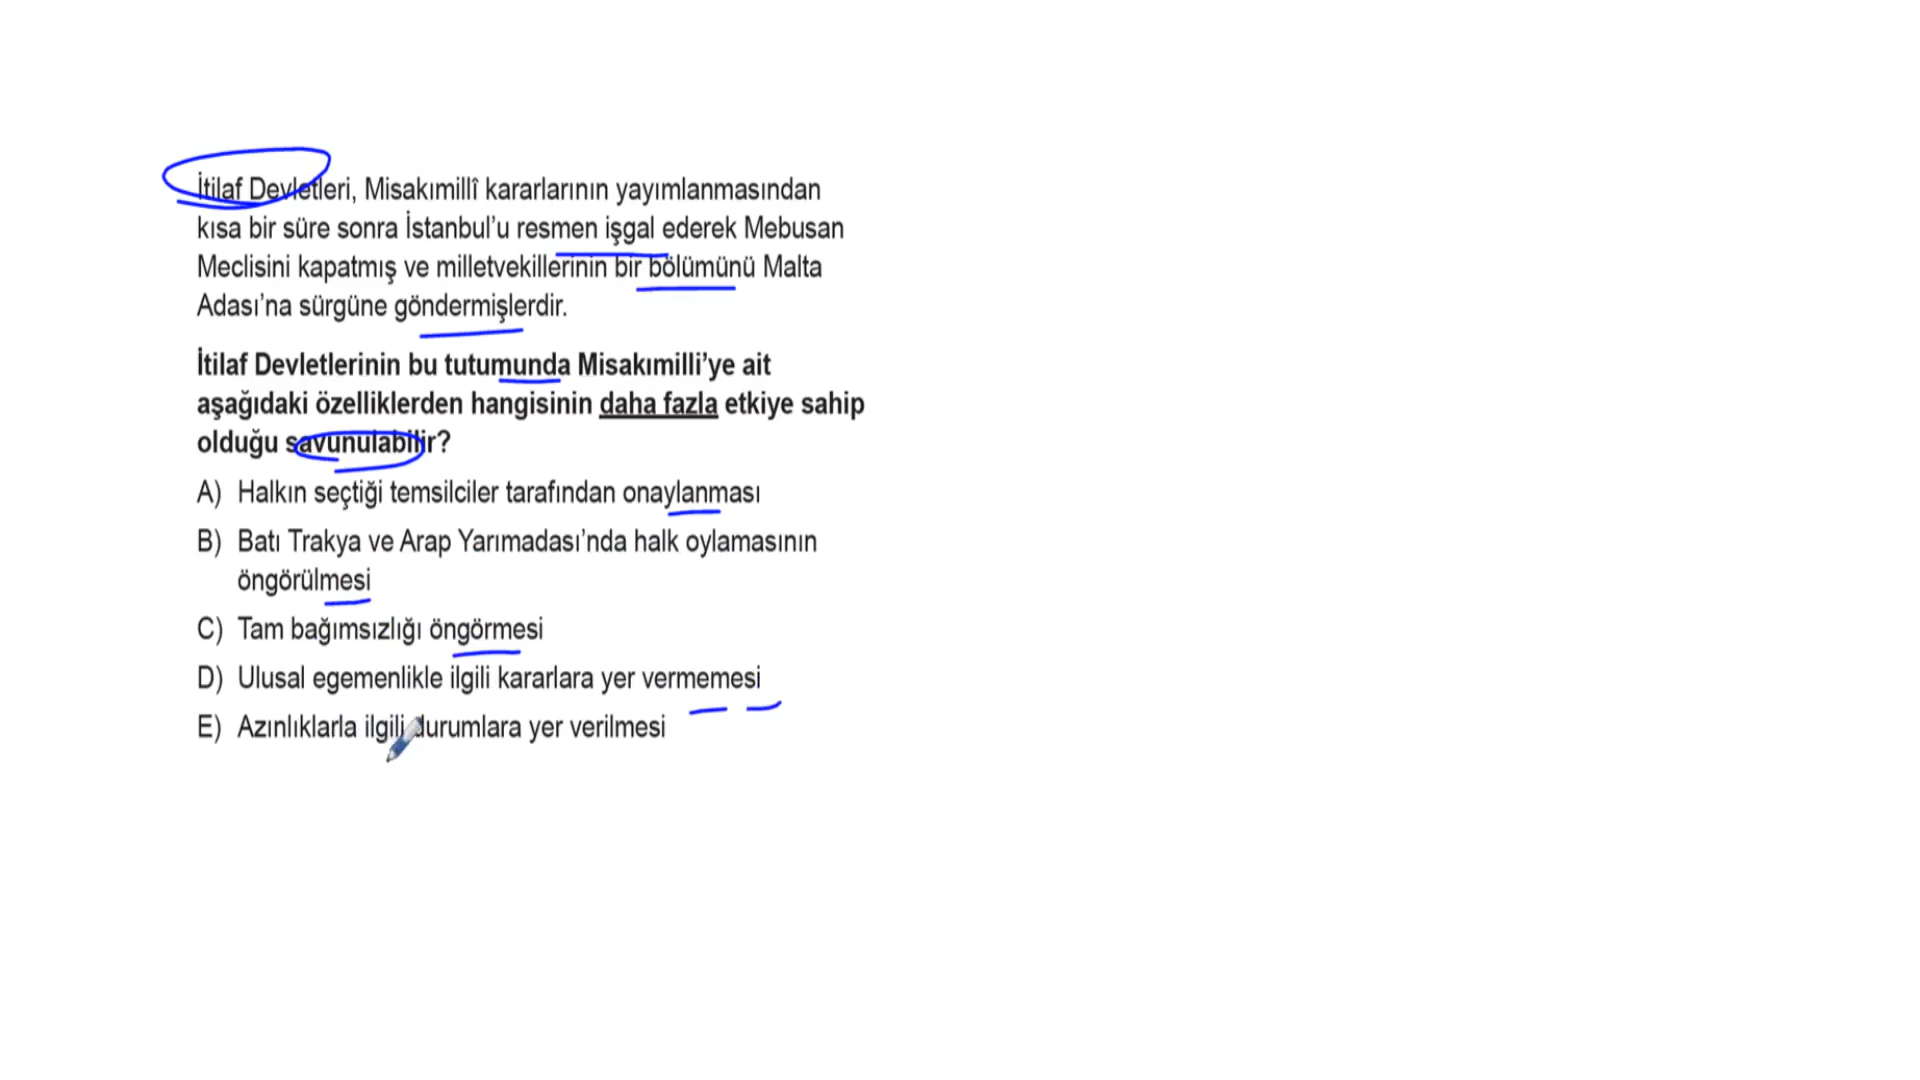 İtilaf Devletleri, Misakımillî kararlarının yayımlanmasından
kısa bir süre sonra İstanbul’u resmen işgal ederek Mebusan
Meclisini kapatmış ve milletvekillerinin bir bölümünü Malta
Adası’na sürgüne göndermişlerdir.
İtilaf Devletlerinin bu tutumunda Misakımilli’ye ait
aşağıdaki özelliklerden hangisinin daha fazla etkiye sahip
olduğu savunulabilir?
A) Halkın seçtiği temsilciler tarafından onaylanması
B) Batı Trakya ve Arap Yarımadası’nda halk oylamasının
öngörülmesi
C) Tam bağımsızlığı öngörmesi
D) Ulusal egemenlikle ilgili kararlara yer vermemesi
E) Azınlıklarla ilgili durumlara yer verilmesi